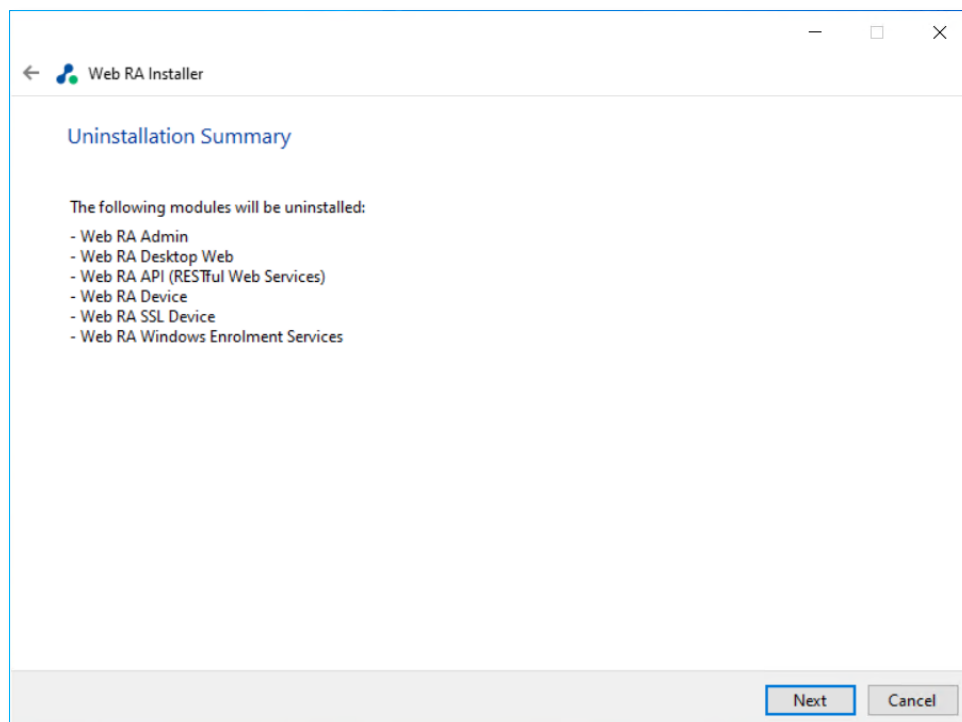 Web RA Installer
Uninstallation Summary
The following modules will be uninstalled:
- Web RA Admin
- Web RA Desktop Web
- Web RA API (RESTful Web Services)
- Web RA Device
- Web RA SSL Device
- Web RA Windows Enrolment Services
Next Cancel